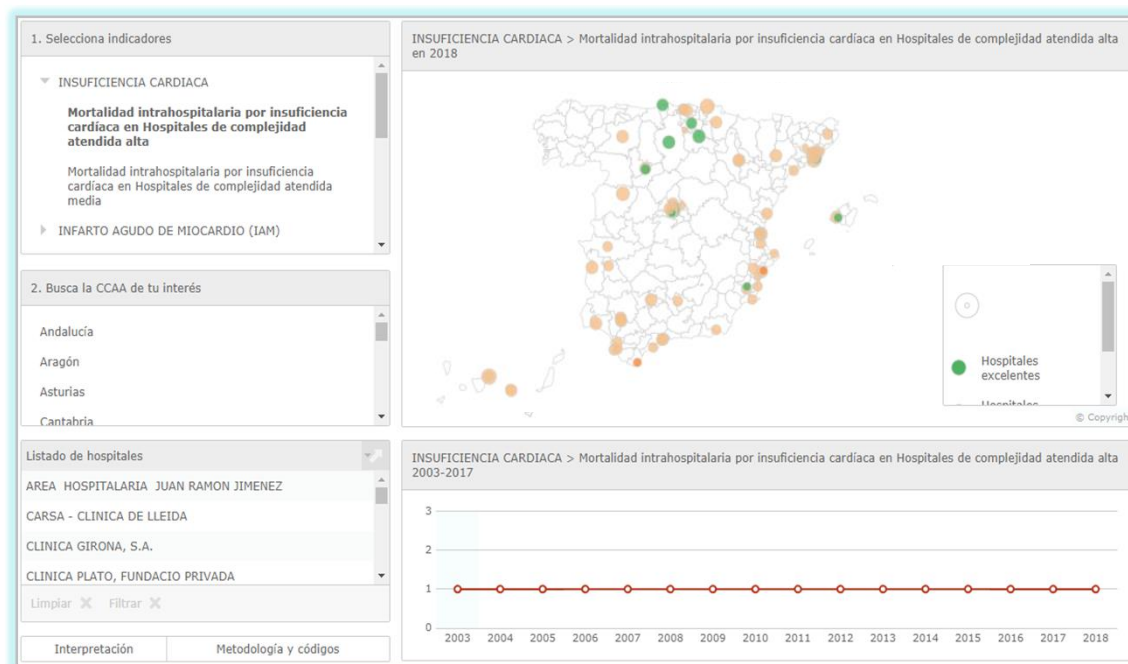 1. Selecciona indicadores
INSUFICIENCIA CARDIACA
Mortalidad intrahospitalaria por insuficiencia
cardíaca en Hospitales de complejidad
atendida alta
Mortalidad intrahospitalaria por insuficiencia
cardíaca en Hospitales de complejidad atendida
media
INFARTO AGUDO DE MIOCARDIO (IAM)
2. Busca la CCAA de tu interés
Andalucía
Aragón
Asturias
Cantabria
Listado de hospitales
AREA HOSPITALARIA JUAN RAMON JIMENEZ
CARSA - CLINICA DE LLEIDA
CLINICA GIRONA, S.A.
CLINICA PLATO, FUNDACIO PRIVADA
Limpiar
Filtrar
Interpretación
Metodología y códigos
INSUFICIENCIA CARDIACA > Mortalidad intrahospitalaria por insuficiencia cardíaca en Hospitales de complejidad atendida alta
en 2018
Hospitales
excelentes
Hospitales
© Copyrigh
INSUFICIENCIA CARDIACA > Mortalidad intrahospitalaria por insuficiencia cardíaca en Hospitales de complejidad atendida alta
2003-2017
3
2
1
0
2003 2004 2005 2006 2007 2008 2009 2010 2011 2012 2013 2014 2015 2016 2017 2018